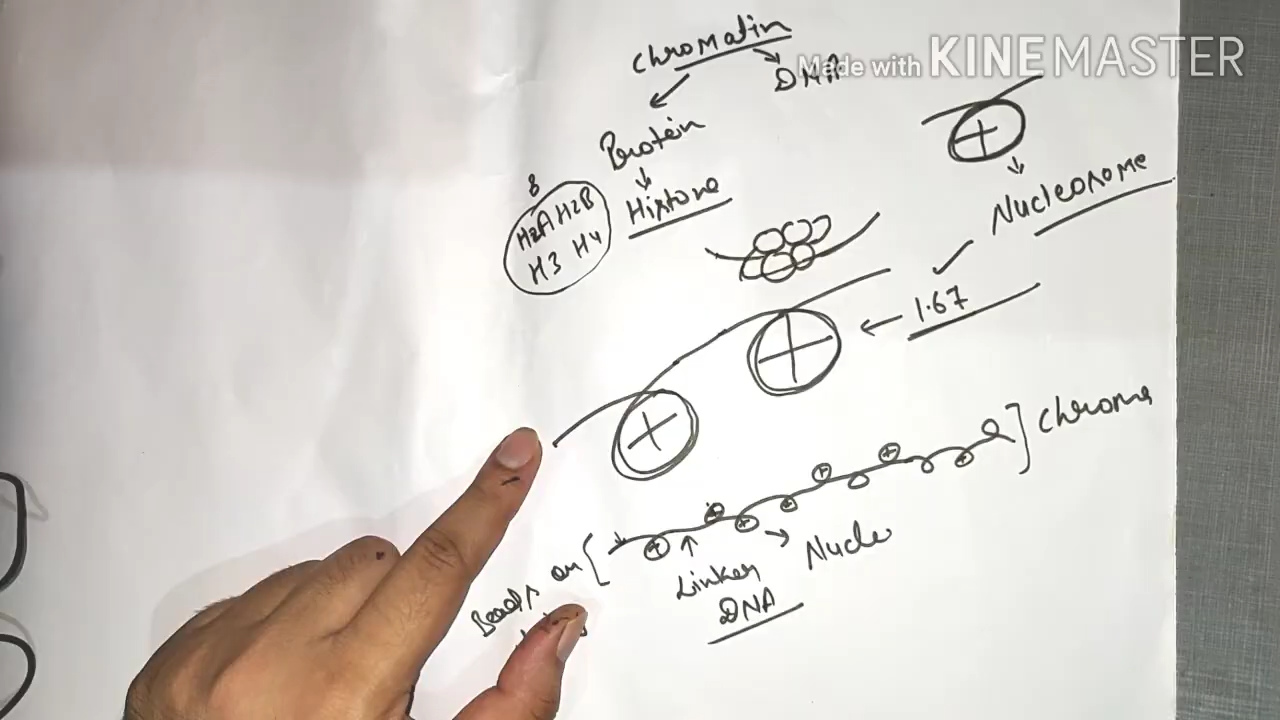 Chromatin
Made with KINEMASTER
DNA
Protein
Histone
8
H2A H2B
H3 H4
Nucleosome
1.67
Chroma
Nucleo
Linker
DNA
Beads on